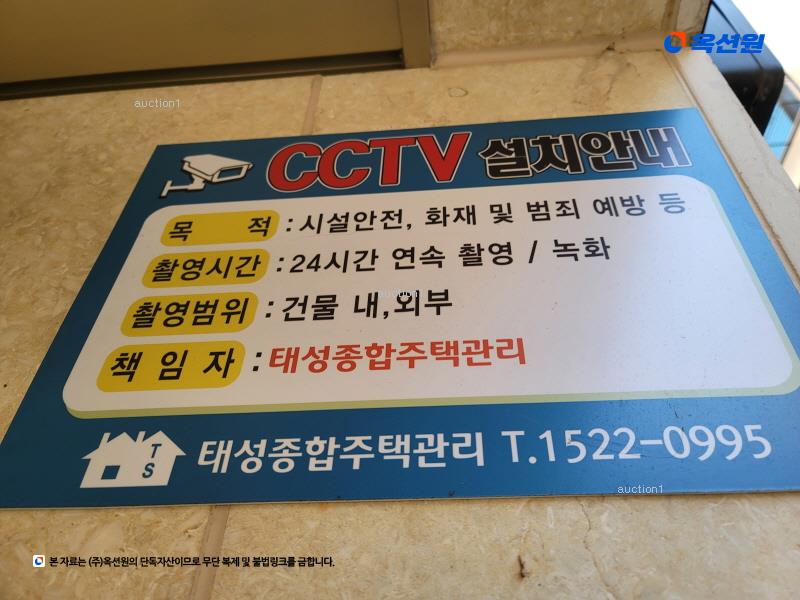 옥션원
auction1
CCTV 설치안내
목 적 : 시설안전, 화재 및 범죄 예방 등
촬영시간 : 24시간 연속 촬영 / 녹화
auction1
촬영범위 : 건물 내,외부
책 임 자 : 태성종합주택관리
TS 태성종합주택관리 T.1522-0995
auction1
본 자료는 (주)옥션원의 단독자산이므로 무단 복제 및 불법링크를 금합니다.